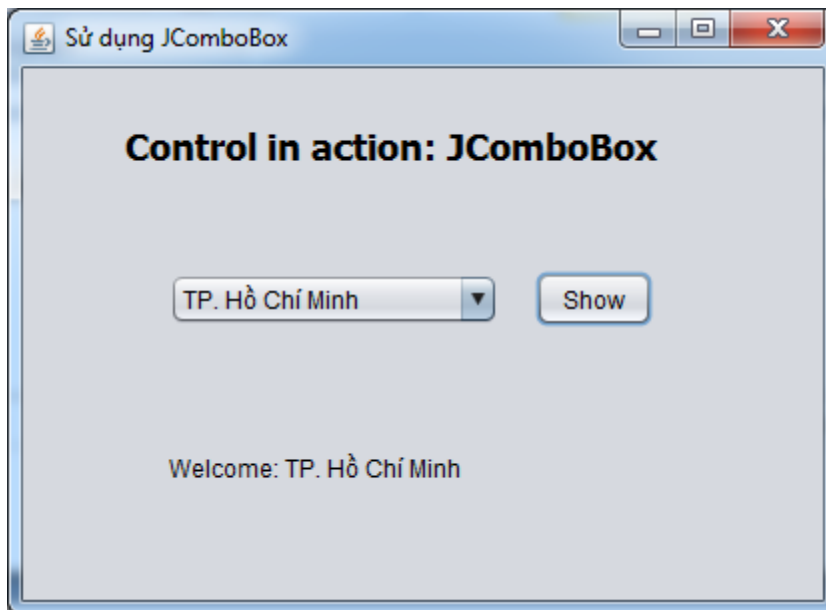 Sử dụng JComboBox
Control in action: JComboBox
TP. Hồ Chí Minh
Show
Welcome: TP. Hồ Chí Minh